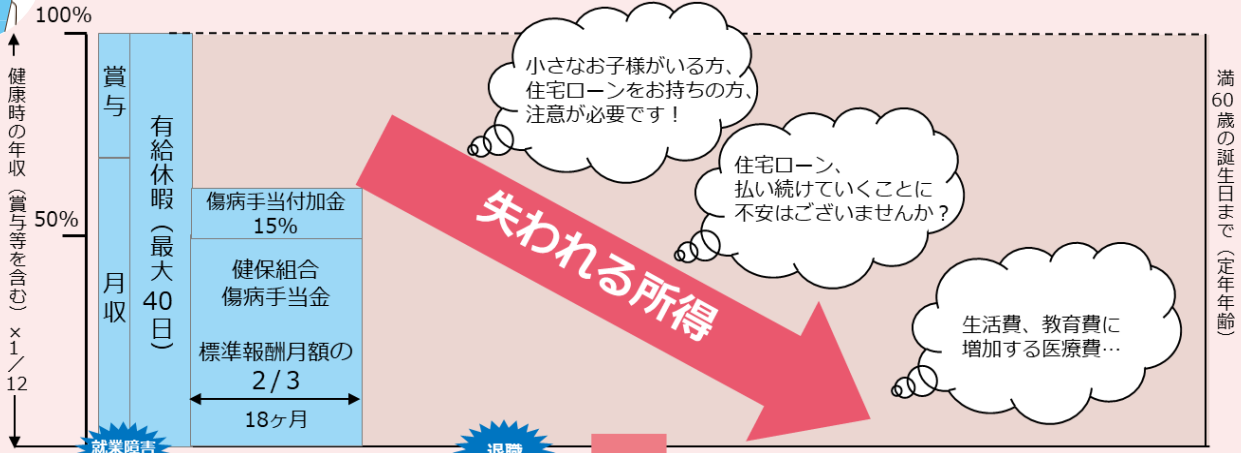 100%
健康時の年収（賞与等を含む）×1/12
50%
賞与
月収
有給休暇（最大40日）
傷病手当付加金
15%
健保組合
傷病手当金
標準報酬月額の
2/3
18ヶ月
失われる所得
小さなお子様がいる方、
住宅ローンをお持ちの方、
注意が必要です！
住宅ローン、
払い続けていくことに
不安はございませんか？
生活費、教育費に
増加する医療費…
満60歳の誕生日まで（定年年齢）
就業障害
退職